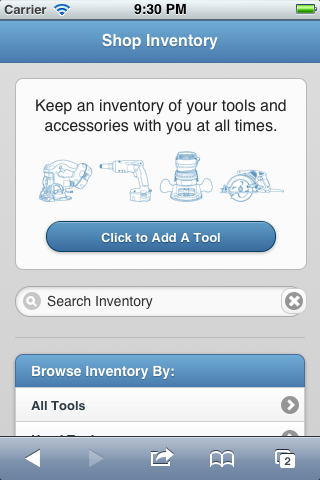 Carrier 9:30 PM
Shop Inventory
Keep an inventory of your tools and
accessories with you at all times.
Click to Add A Tool
Search Inventory
Browse Inventory By:
All Tools
2